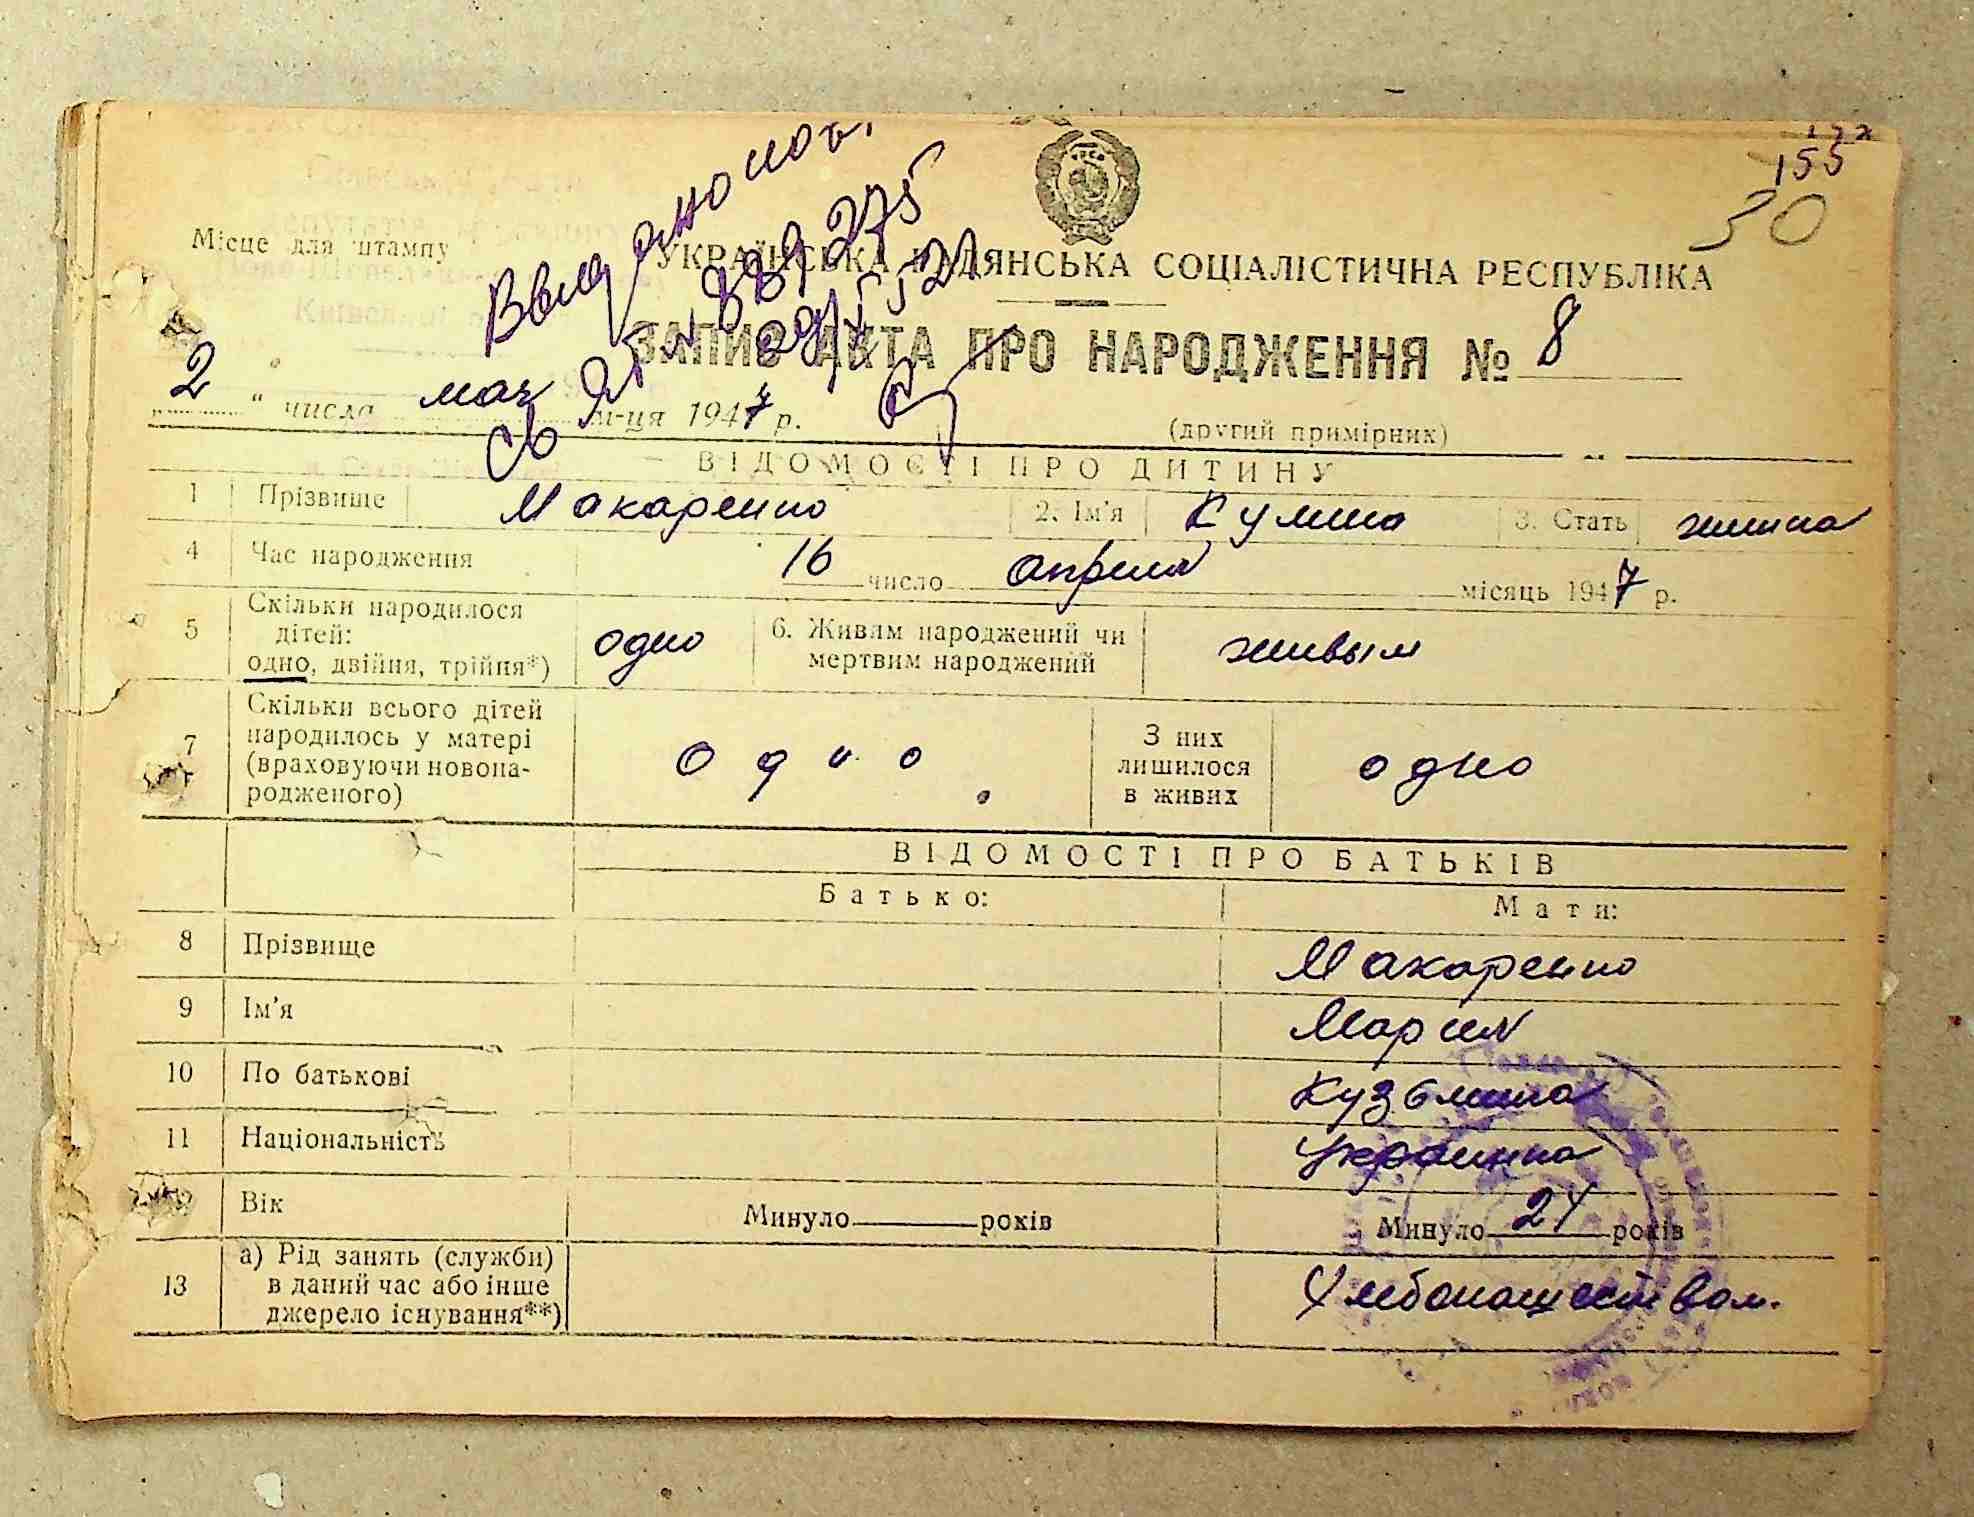 155
30
Місце для штампу
УКРАЇНСЬКА РАДЯНСЬКА СОЦІАЛІСТИЧНА РЕСПУБЛІКА
ЗАПИС АКТА ПРО НАРОДЖЕННЯ № 8
„2“ числа мая м-ця 1947 р.
(другий примірник)
ВІДОМОСТІ ПРО ДИТИНУ
1 Прізвище Макаренко 2. Ім'я 3. Стать
4 Час народження 16 число апреля місяць 1947 р.
5 Скільки народилося дітей: одно, двійня, трійня*) одно 6. Живим народжений чи мертвим народжений живым
7 Скільки всього дітей народилось у матері (враховуючи новонародженого) одно З них лишилося в живих одно
ВІДОМОСТІ ПРО БАТЬКІВ
Батько: Мати:
8 Прізвище Макаренко
9 Ім'я Мария
10 По батькові
11 Національність украинка
12 Вік Минуло років Минуло 24 років
13 а) Рід занять (служби) в даний час або інше джерело існування**) Хлебопашеством.